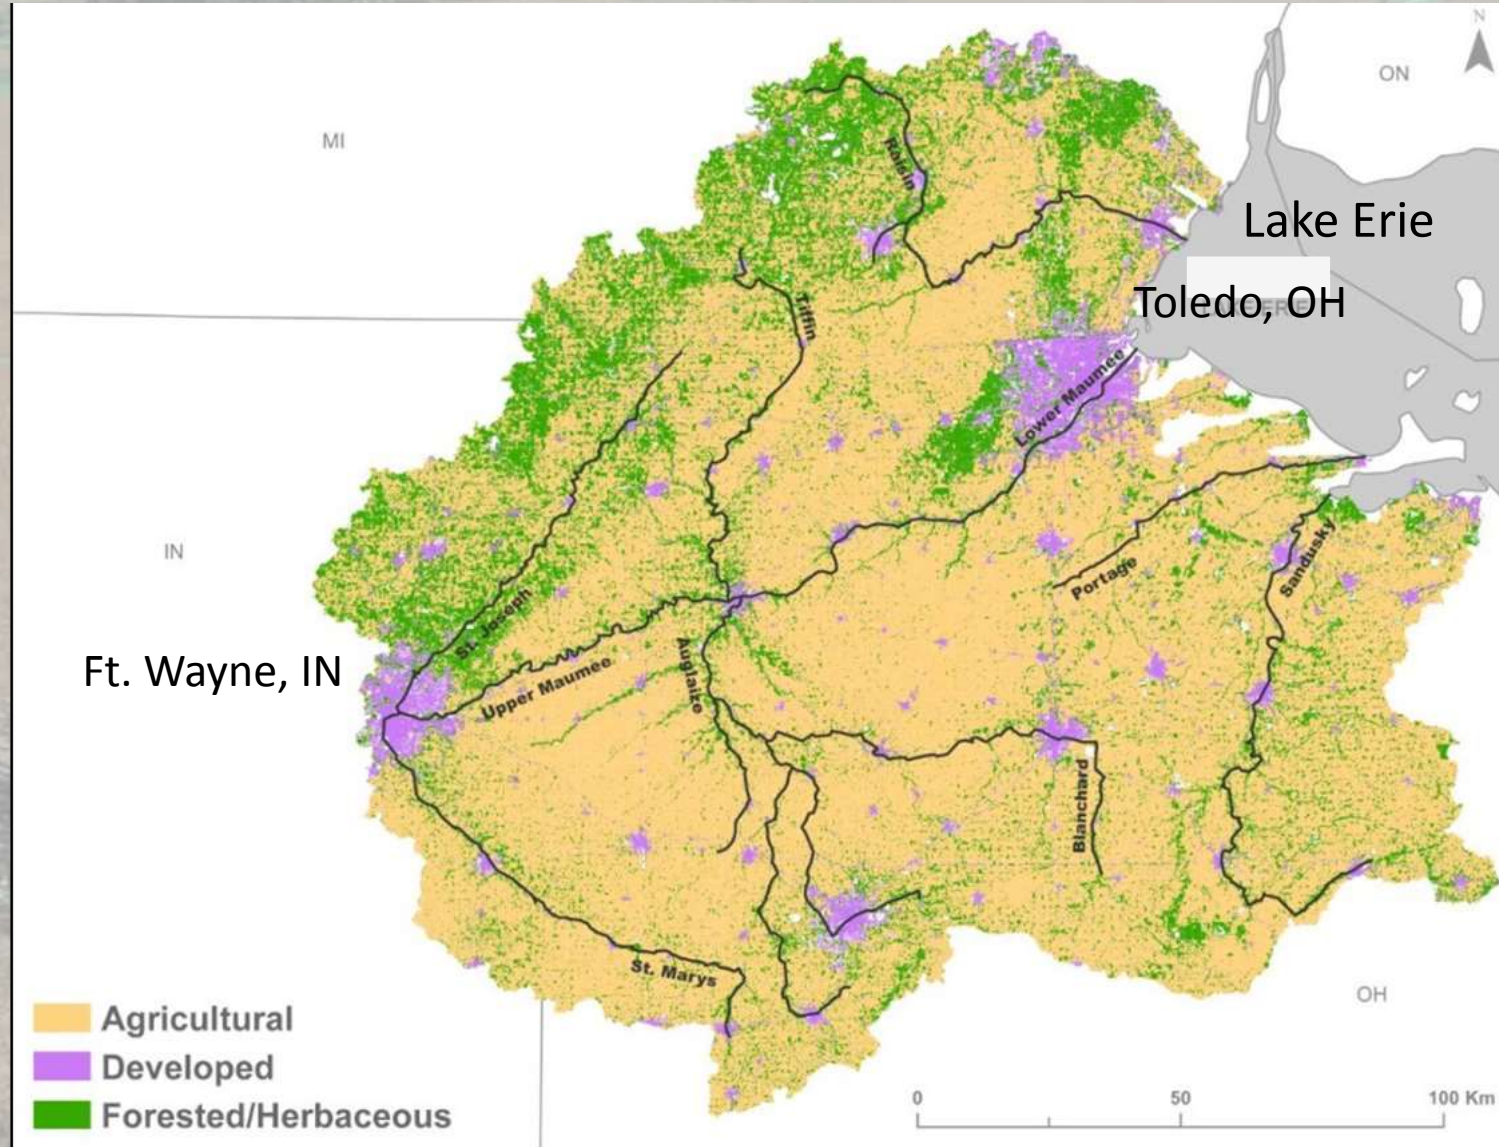 N
ON
MI
Raisin
Lake Erie
Toledo, OH
Tiffin
Lower Maumee
IN
Portage
Sandusky
St. Joseph
Ft. Wayne, IN
Upper Maumee
Auglaize
Blanchard
St. Marys
OH
Agricultural
Developed
Forested/Herbaceous
0 50 100 Km